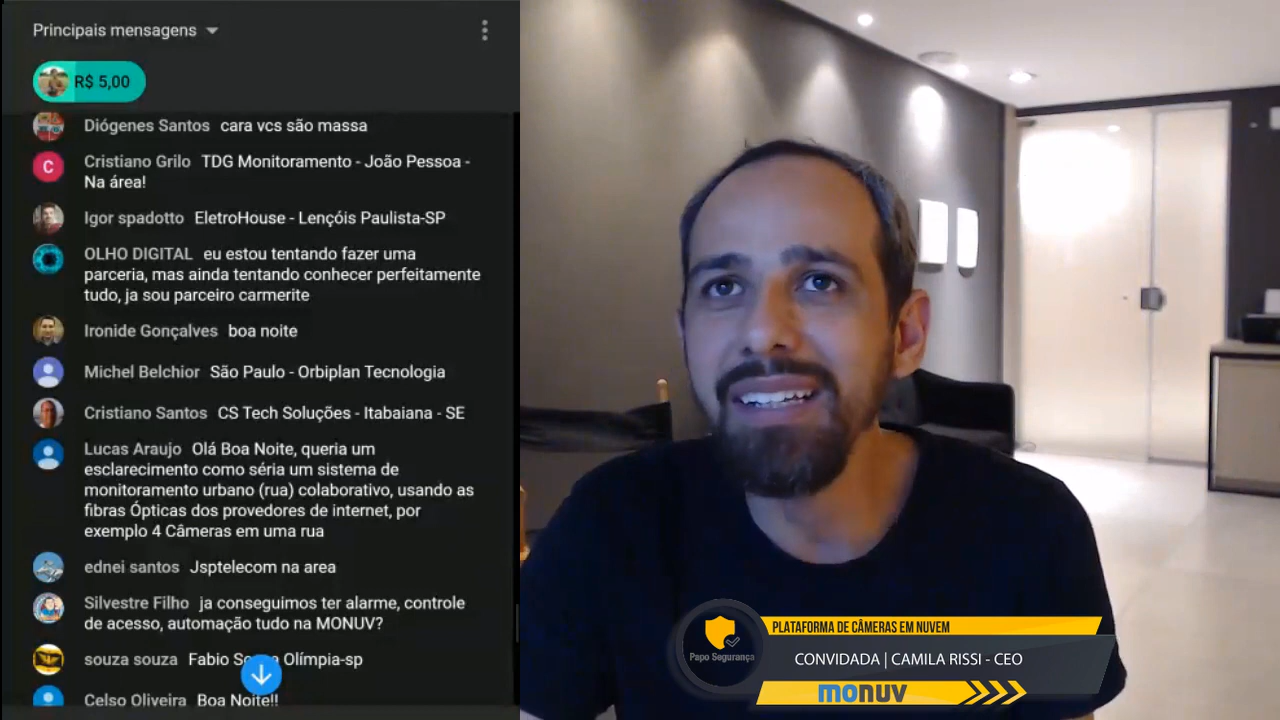 Principais mensagens
R$ 5,00
Diógenes Santos cara vcs são massa
Cristiano Grilo TDG Monitoramento - João Pessoa -
Na área!
Igor spadotto EletroHouse - Lençóis Paulista-SP
OLHO DIGITAL eu estou tentando fazer uma
parceria, mas ainda tentando conhecer perfeitamente
tudo, ja sou parceiro carmerite
Ironide Gonçalves boa noite
Michel Belchior São Paulo - Orbiplan Tecnologia
C
Cristiano Santos CS Tech Soluções - Itabaiana - SE
Lucas Araujo Olá Boa Noite, queria um
esclarecimento como séria um sistema de
monitoramento urbano (rua) colaborativo, usando as
fibras Ópticas dos provedores de internet, por
exemplo 4 Câmeras em uma rua
ednei santos Jsptelecom na area
Silvestre Filho ja conseguimos ter alarme, controle
de acesso, automação tudo na MONUV?
souza souza Fabio Olímpia-sp
Celso Oliveira Boa Noite!!
PLATAFORMA DE CÂMERAS EM NUVEM
Papo Segurança
CONVIDADA | CAMILA RISSI - CEO
MONUV